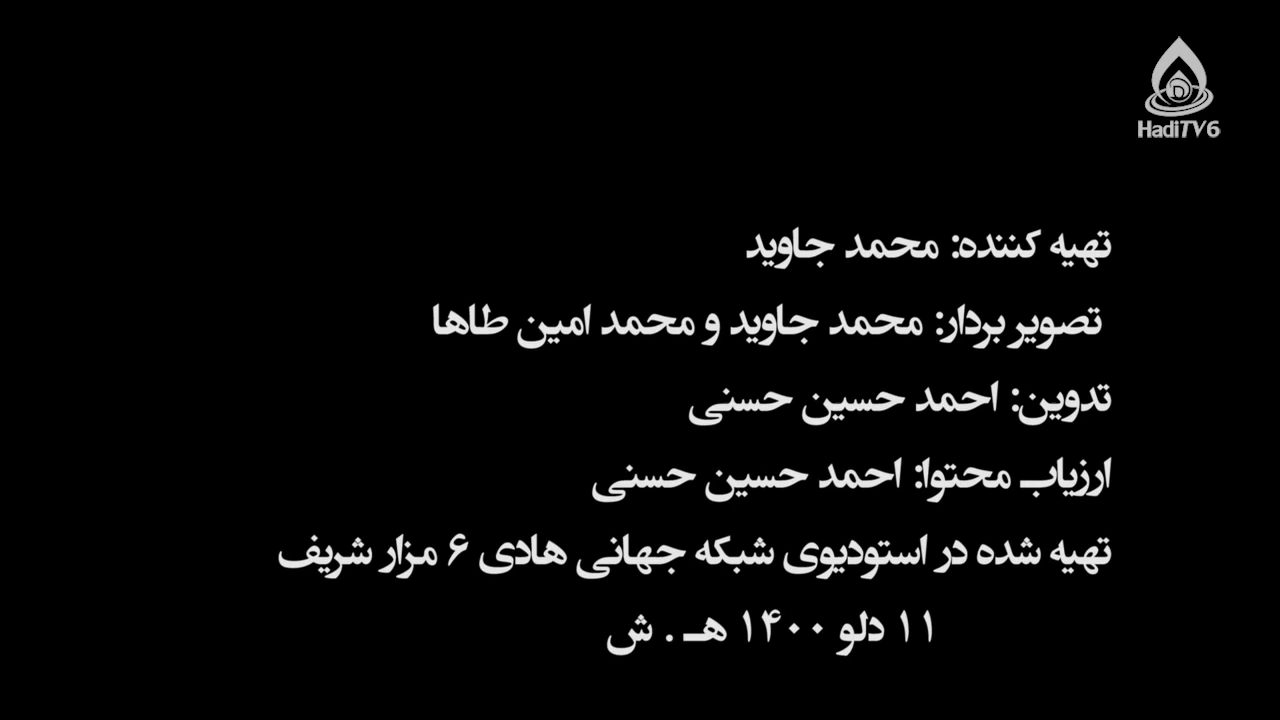 HadiTV6
تهیه کننده: محمد جاوید
تصویر بردار: محمد جاوید و محمد امین طاها
تدوین: احمد حسین حسنی
ارزیاب محتوا: احمد حسین حسنی
تهیه شده در استودیوی شبکه جهانی هادی ۶ مزار شریف
۱۱ دلو ۱۴۰۰ هـ . ش